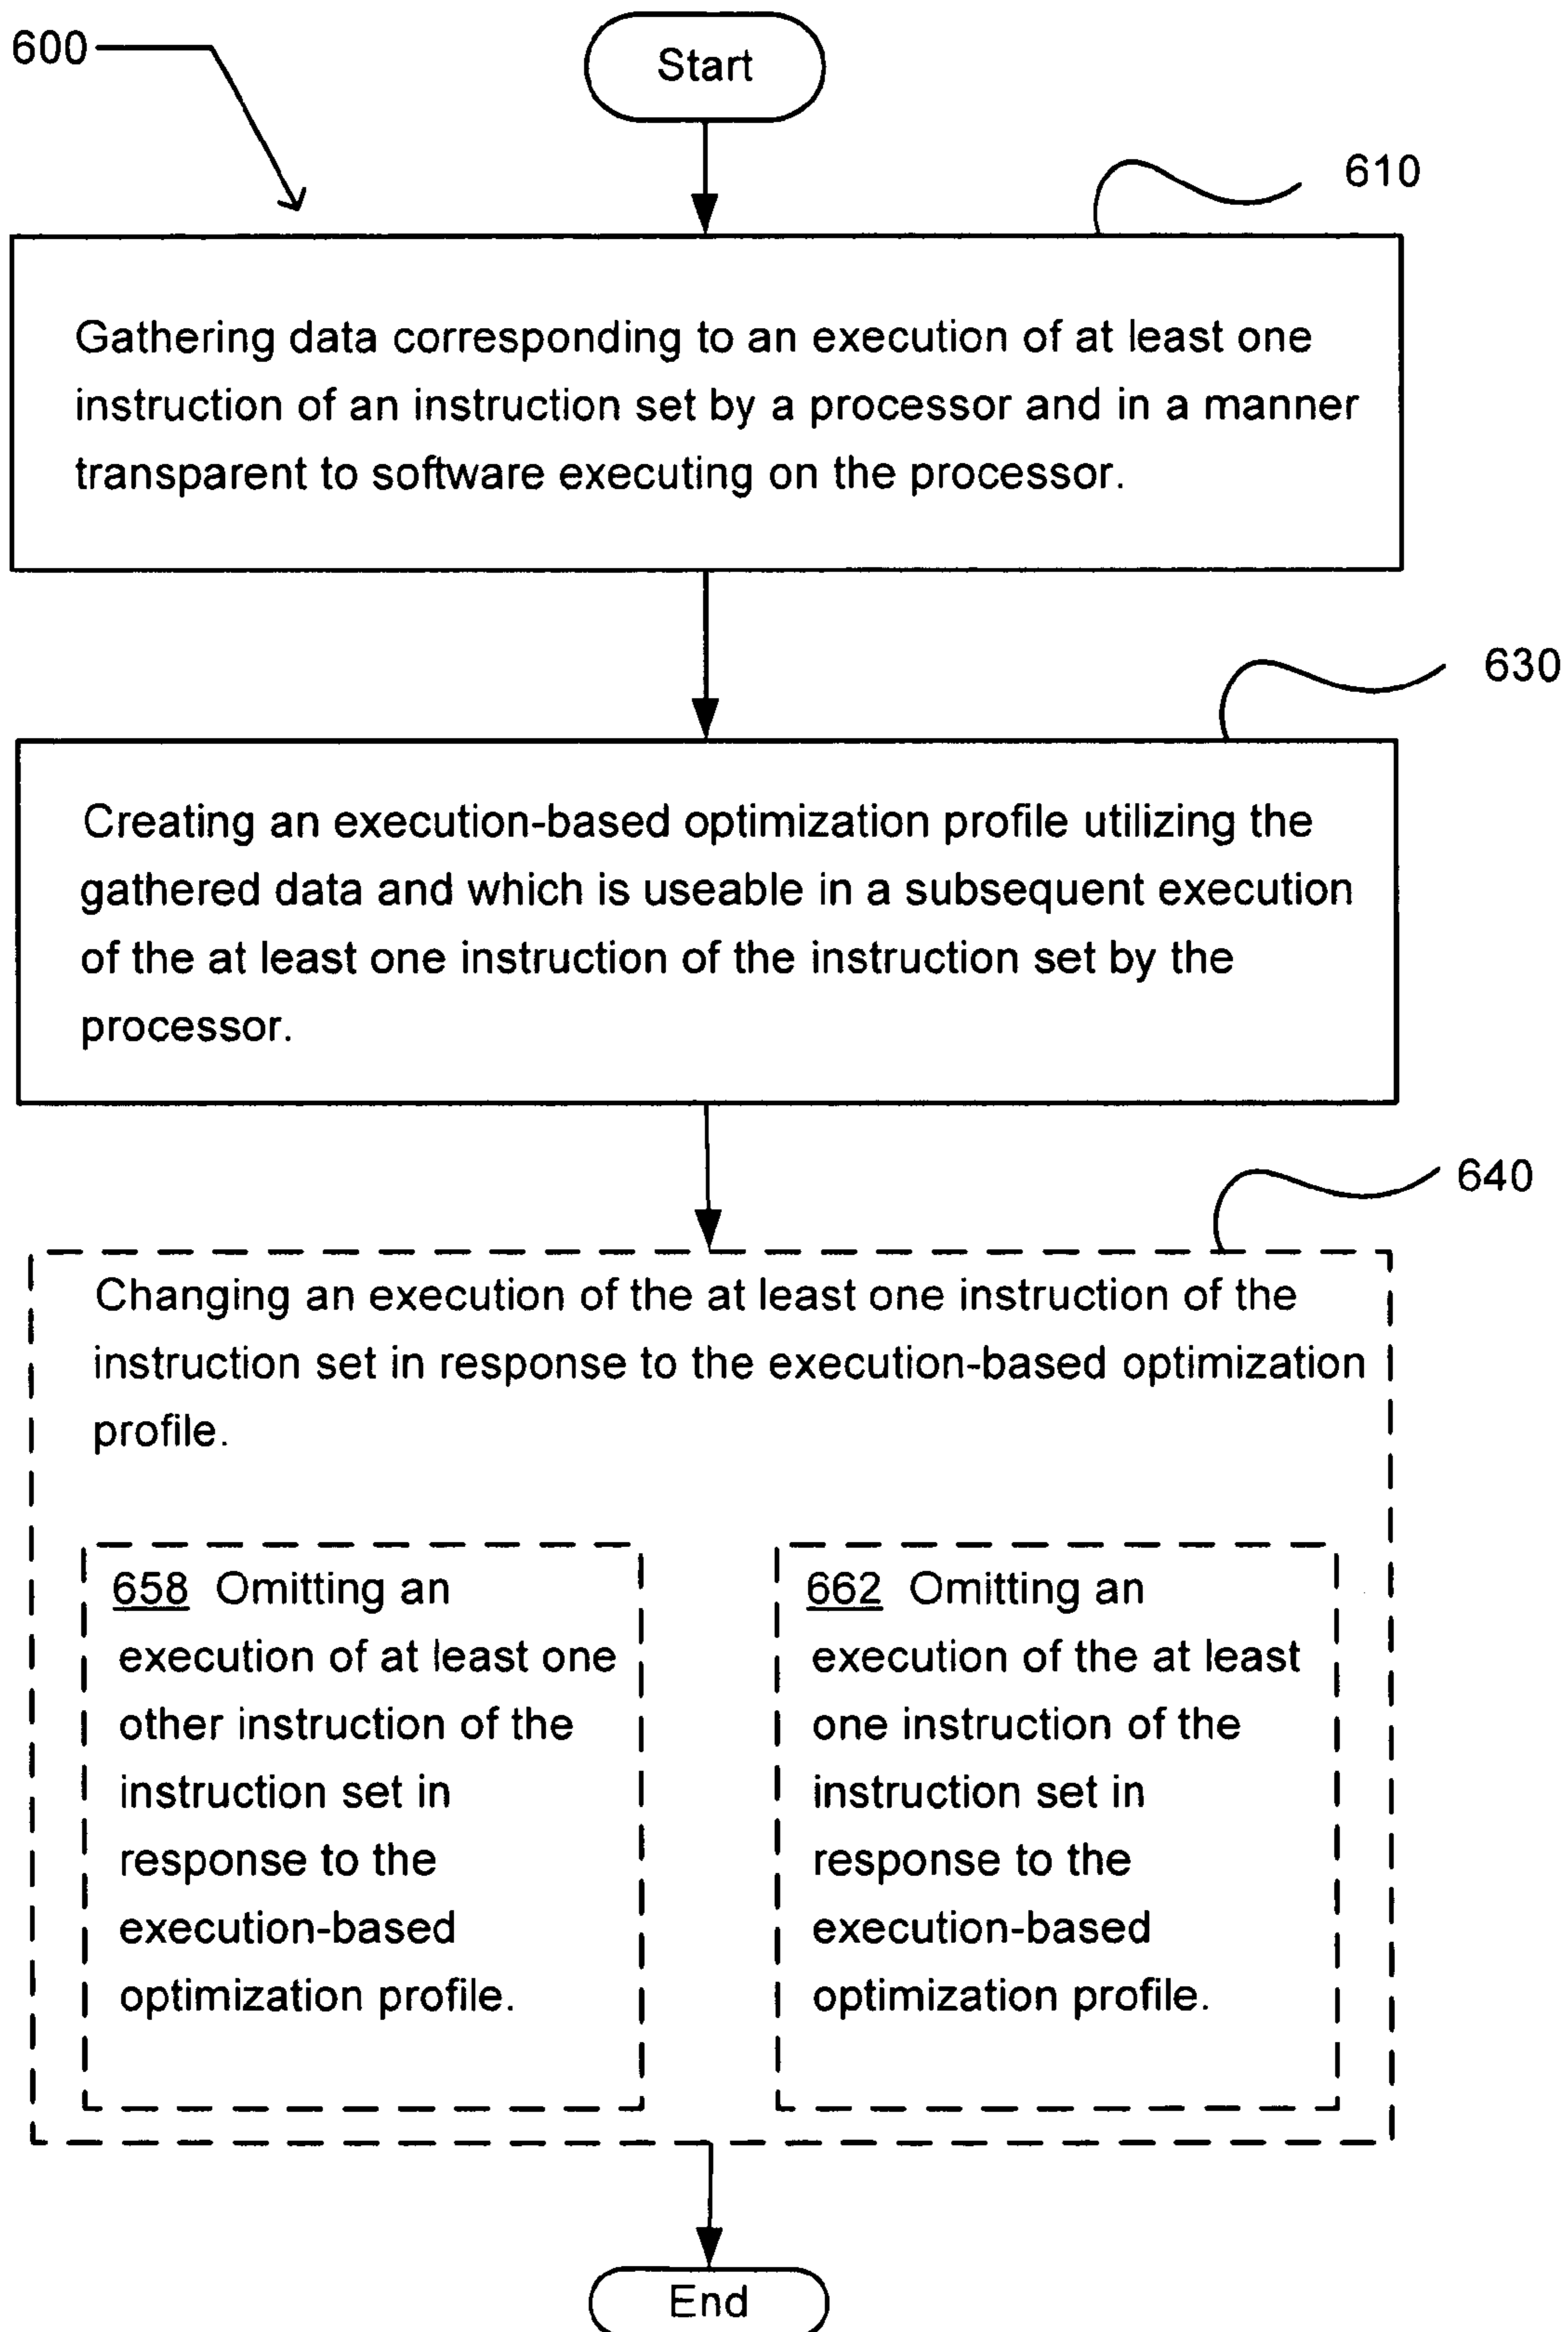 600
Start
610
Gathering data corresponding to an execution of at least one
instruction of an instruction set by a processor and in a manner
transparent to software executing on the processor.
630
Creating an execution-based optimization profile utilizing the
gathered data and which is useable in a subsequent execution
of the at least one instruction of the instruction set by the
processor.
640
Changing an execution of the at least one instruction of the
instruction set in response to the execution-based optimization
profile.
658 Omitting an
execution of at least one
other instruction of the
instruction set in
response to the
execution-based
optimization profile.
662 Omitting an
execution of the at least
one instruction of the
instruction set in
response to the
execution-based
optimization profile.
End